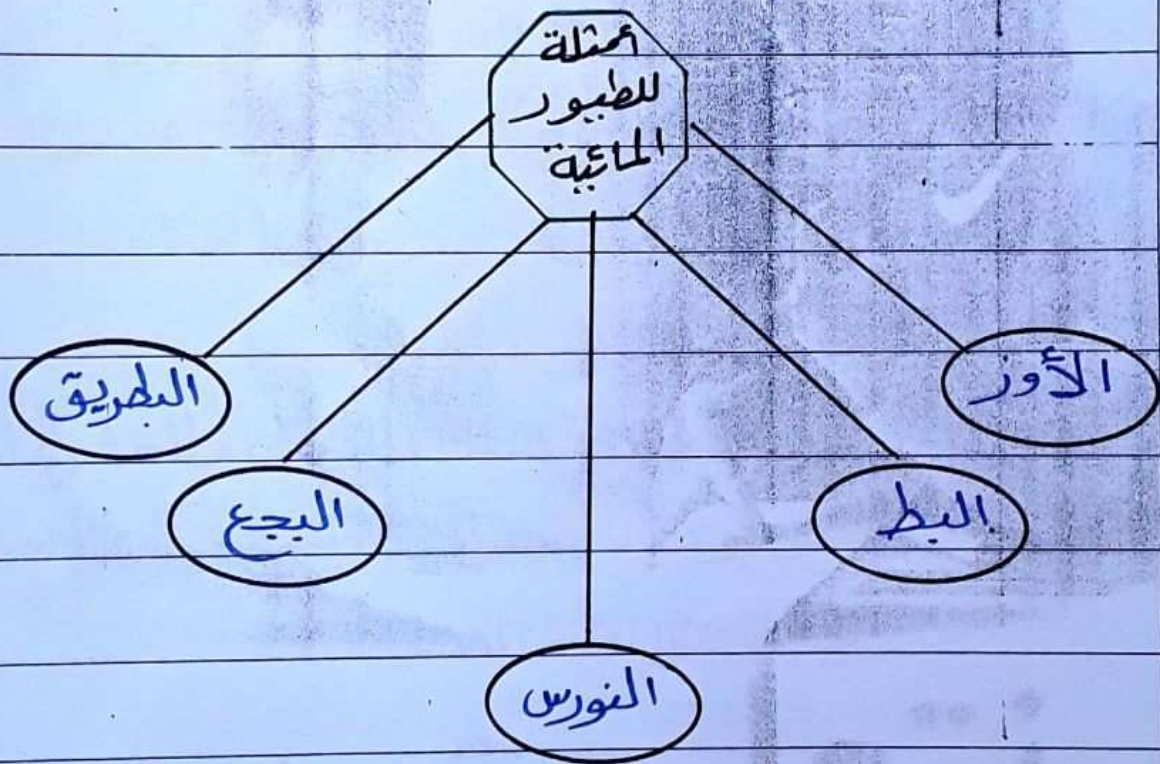 أمثلة
للطيور
المائية
الأوز
البط
النورس
البجع
البطريق